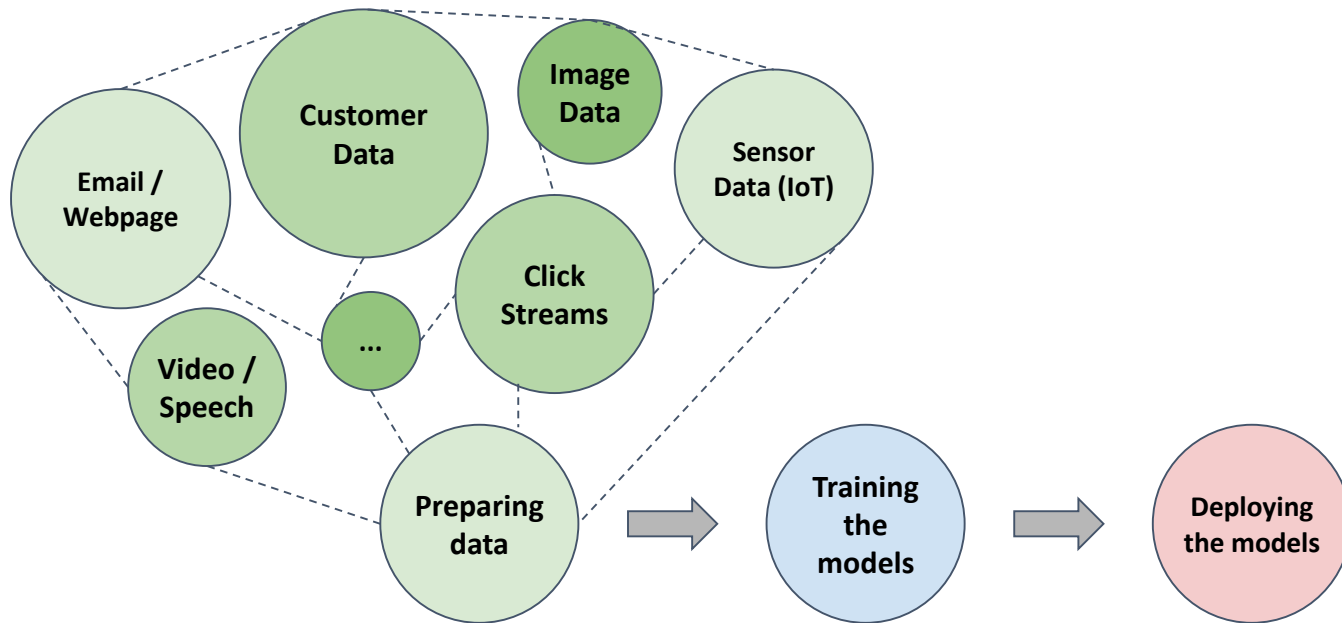 Customer
Data
Image
Data
Sensor
Data (IoT)
Email /
Webpage
Click
Streams
...
Video /
Speech
Preparing
data
Training
the
models
Deploying
the models